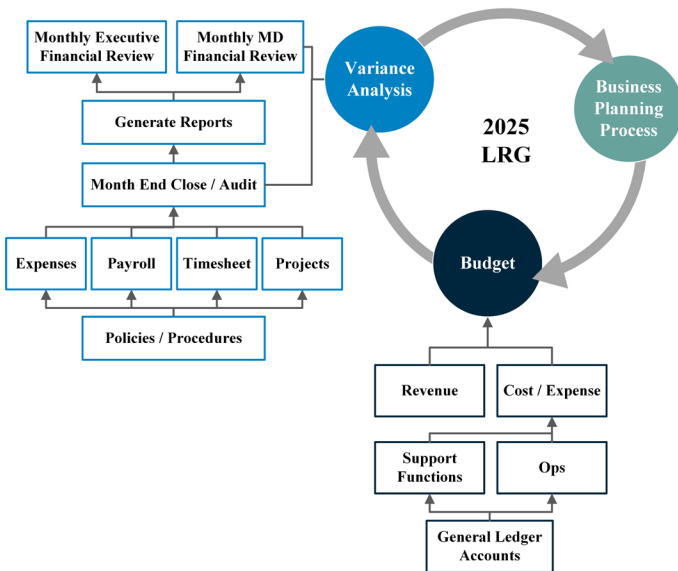 Monthly Executive
Financial Review
Monthly MD
Financial Review
Variance
Analysis
Business
Planning
Process
2025
LRG
Generate Reports
Month End Close / Audit
Expenses
Payroll
Timesheet
Projects
Budget
Policies / Procedures
Revenue
Cost / Expense
Support
Functions
Ops
General Ledger
Accounts